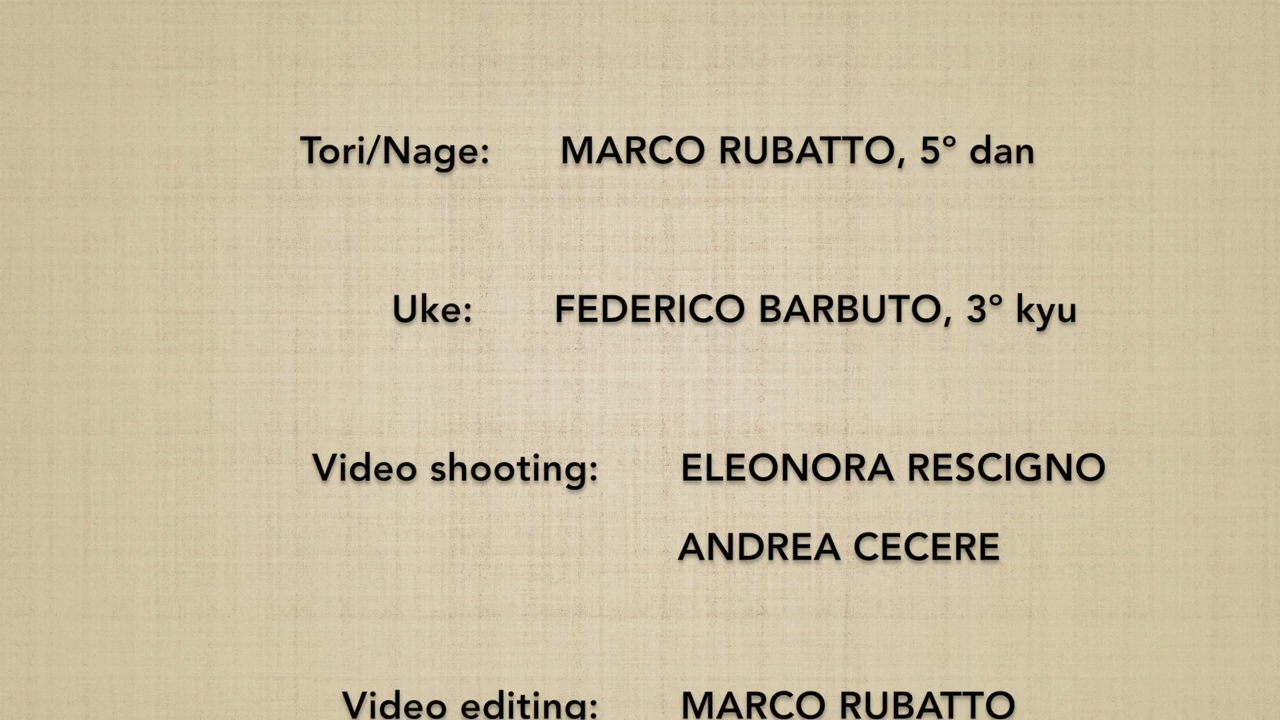 Tori/Nage: MARCO RUBATTO, 5° dan
Uke: FEDERICO BARBUTO, 3° kyu
Video shooting: ELEONORA RESCIGNO
ANDREA CECERE
Video editing: MARCO RUBATTO